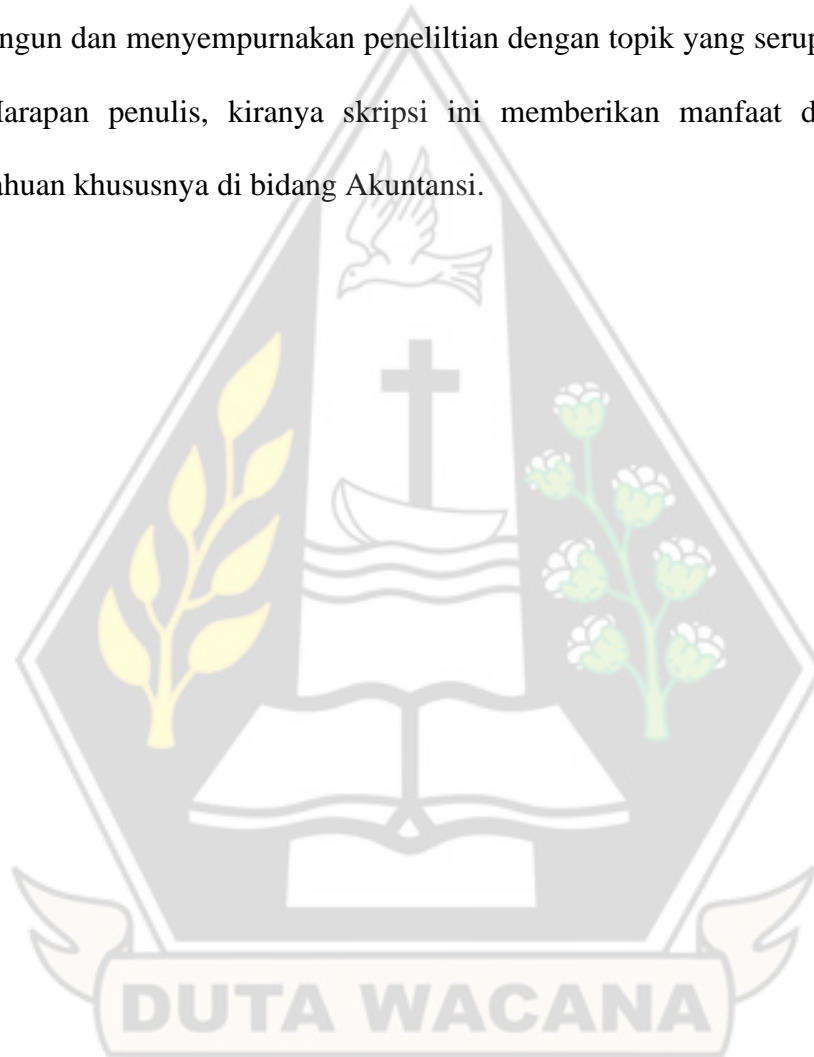 ngun dan menyempurnakan peneliltian dengan topik yang serup
Harapan penulis, kiranya skripsi ini memberikan manfaat d
ahuan khususnya di bidang Akuntansi.
DUTA WACANA